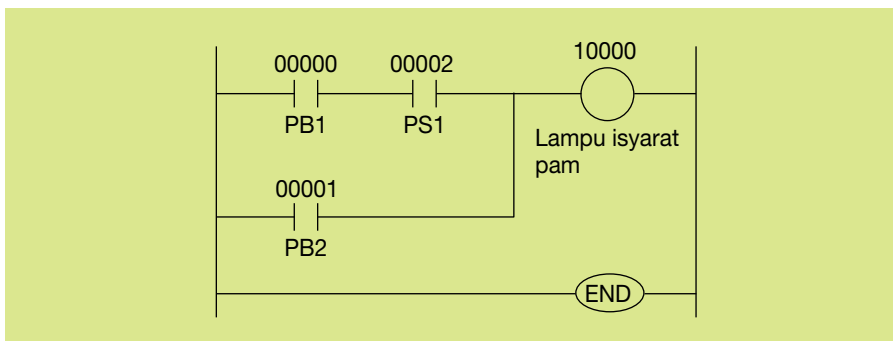 10000
00000 00002
PB1 PS1
Lampu isyarat
pam
00001
PB2
END